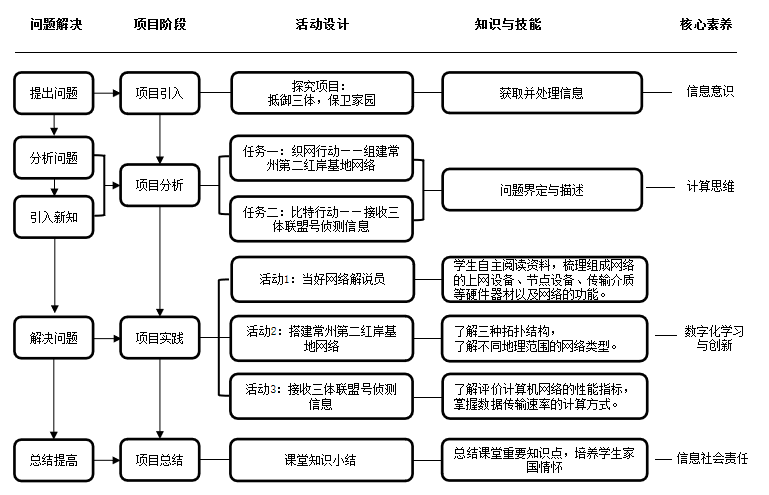 问题解决 项目阶段 活动设计 知识与技能 核心素养
提出问题
项目引入
探究项目：
抵御三体，保卫家园
获取并处理信息
信息意识
分析问题
引入新知
项目分析
任务一：织网行动——组建常
州第二红岸基地网络
任务二：比特行动——接收三
体联盟号侦测信息
问题界定与描述
计算思维
解决问题
项目实践
活动1：当好网络解说员
学生自主阅读资料，梳理组成网络
的上网设备、节点设备、传输介质
等硬件器材以及网络的功能。
活动2：搭建常州第二红岸基
地网络
了解三种拓扑结构，
了解不同地理范围的网络类型。
活动3：接收三体联盟号侦测
信息
了解评价计算机网络的性能指标，
掌握数据传输速率的计算方式。
数字化学习
与创新
总结提高
项目总结
课堂知识小结
总结课堂重要知识点，培养学生家
国情怀
信息社会责任